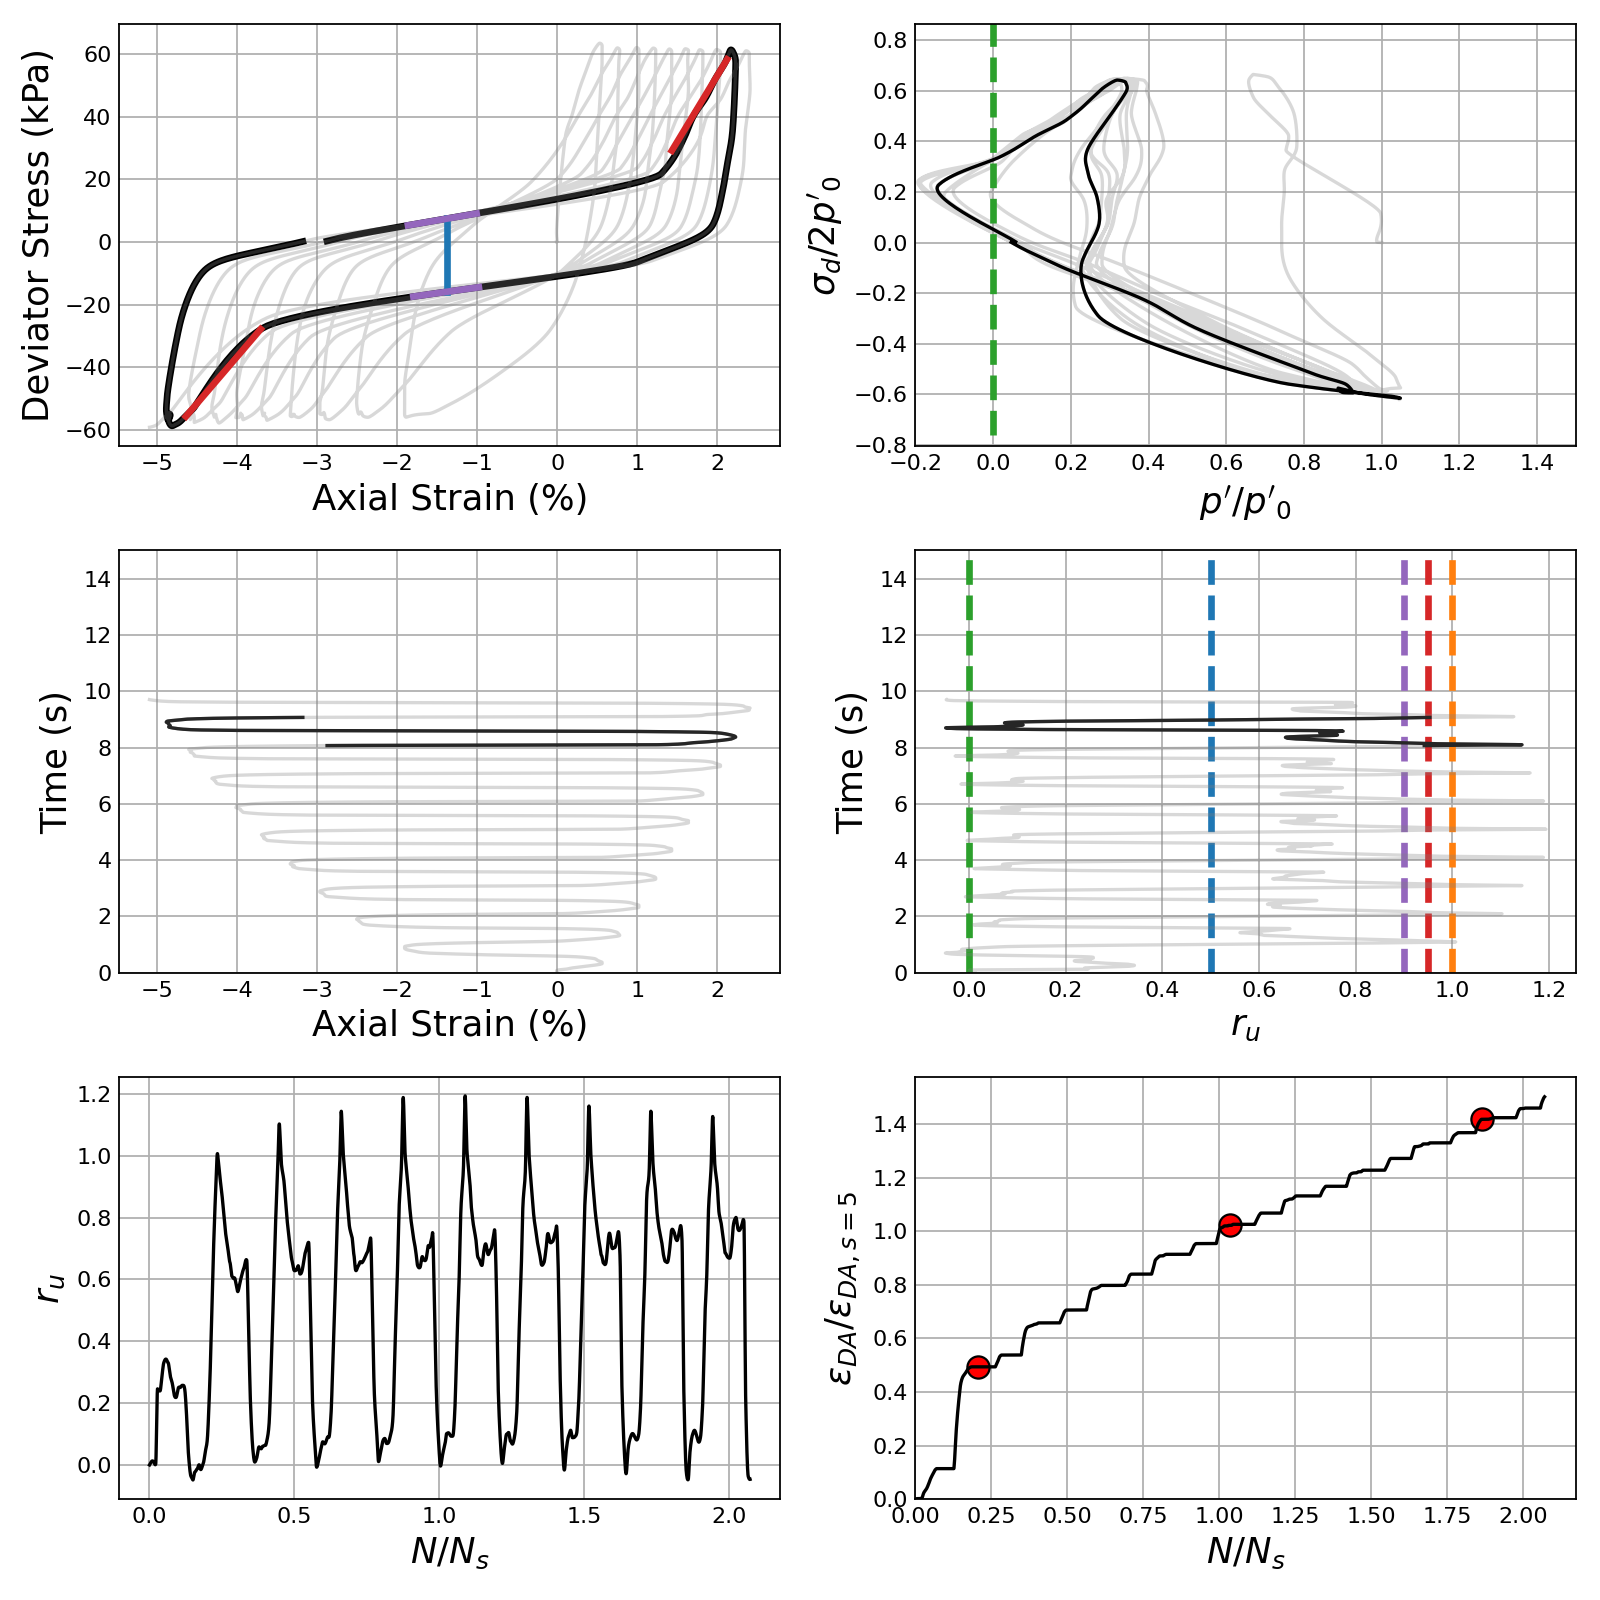 60
40
20
0
−20
−40
−60
Deviator Stress (kPa)
−5 −4 −3 −2 −1 0 1 2
Axial Strain (%)
0.8
0.6
0.4
0.2
0.0
−0.2
−0.4
−0.6
−0.8
σd/2p′0
−0.2 0.0 0.2 0.4 0.6 0.8 1.0 1.2 1.4
p′/p′0
14
12
10
8
6
4
2
0
Time (s)
−5 −4 −3 −2 −1 0 1 2
Axial Strain (%)
14
12
10
8
6
4
2
0
Time (s)
0.0 0.2 0.4 0.6 0.8 1.0 1.2
ru
1.2
1.0
0.8
0.6
0.4
0.2
0.0
ru
0.0 0.5 1.0 1.5 2.0
N/Ns
1.4
1.2
1.0
0.8
0.6
0.4
0.2
0.0
εDA/εDA, s = 5
0.00 0.25 0.50 0.75 1.00 1.25 1.50 1.75 2.00
N/Ns